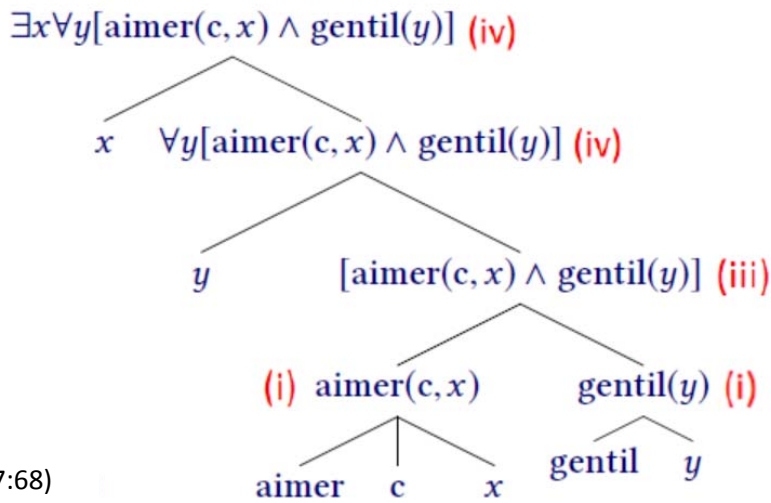 ∃x∀y[aimer(c, x) ∧ gentil(y)] (iv)
x ∀y[aimer(c, x) ∧ gentil(y)] (iv)
y [aimer(c, x) ∧ gentil(y)] (iii)
(i) aimer(c, x) gentil(y) (i)
gentil y
7:68) aimer c x